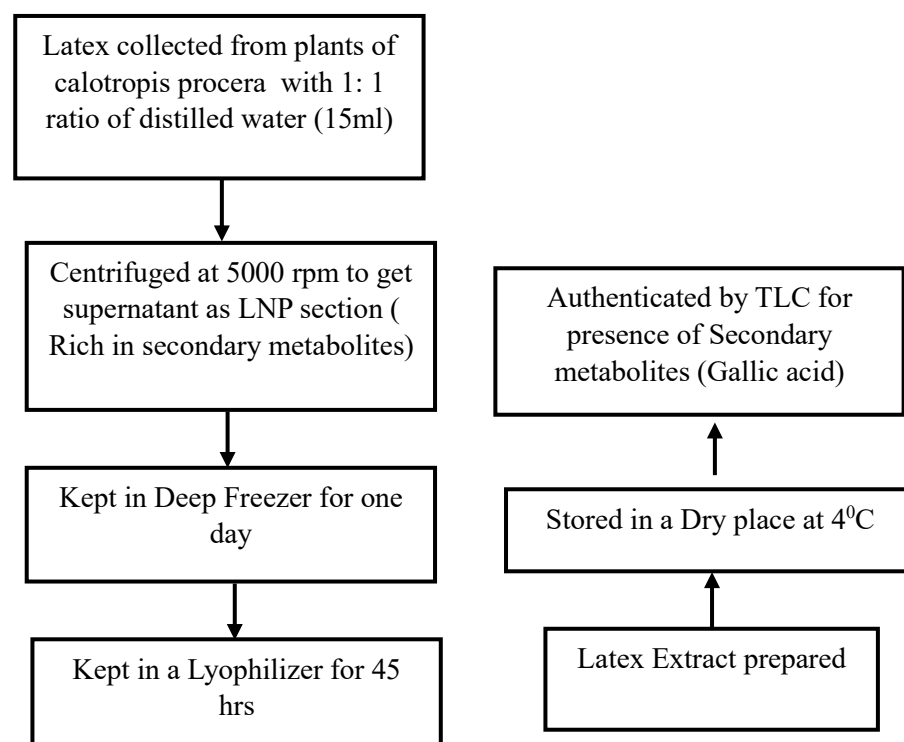 Latex collected from plants of
calotropis procera with 1: 1
ratio of distilled water (15ml)
Centrifuged at 5000 rpm to get
supernatant as LNP section (
Rich in secondary metabolites)
Kept in Deep Freezer for one
day
Kept in a Lyophilizer for 45
hrs
Authenticated by TLC for
presence of Secondary
metabolites (Gallic acid)
Stored in a Dry place at 4⁰C
Latex Extract prepared